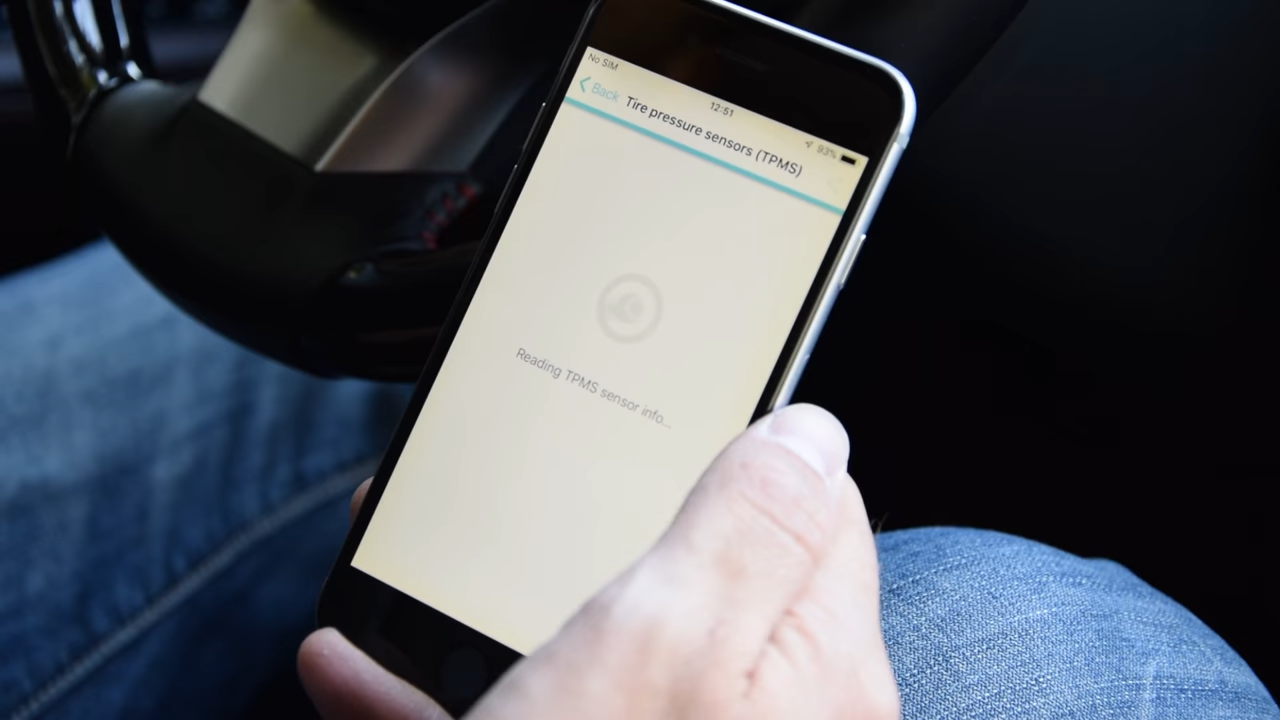 No SIM 12:51 93%
Back Tire pressure sensors (TPMS)
Reading TPMS sensor info...